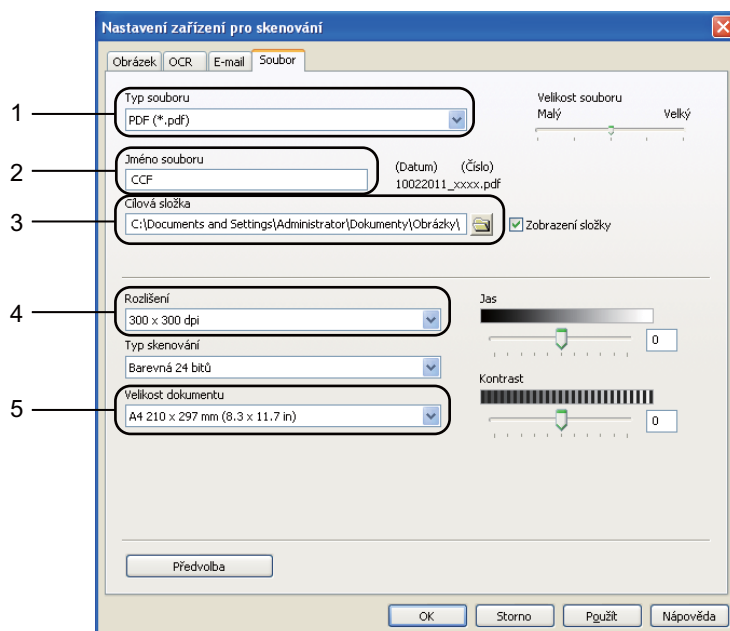 Nastavení zařízení pro skenování
Obrázek OCR E-mail Soubor
1
Typ souboru
PDF (*.pdf)
Velikost souboru
Malý Velký
2
Jméno souboru
CCF
(Datum) (Číslo)
10022011_xxxx.pdf
3
Cílová složka
C:\Documents and Settings\Administrator\Dokumenty\Obrázky\
Zobrazení složky
4
Rozlišení
300 x 300 dpi
Jas
0
Typ skenování
Barevná 24 bitů
Kontrast
0
5
Velikost dokumentu
A4 210 x 297 mm (8.3 x 11.7 in)
Předvolba
OK Storno Použít Nápověda